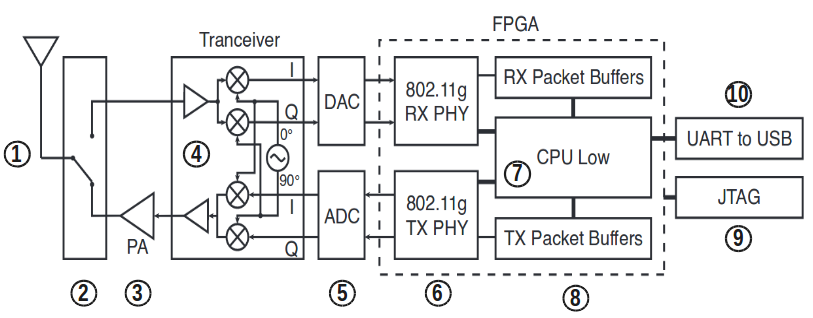 FPGA
Tranceiver
I
Q
0°
90°
I
Q
DAC
ADC
802.11g
RX PHY
802.11g
TX PHY
RX Packet Buffers
CPU Low
TX Packet Buffers
UART to USB
JTAG
PA
1
2
3
4
5
6
7
8
9
10